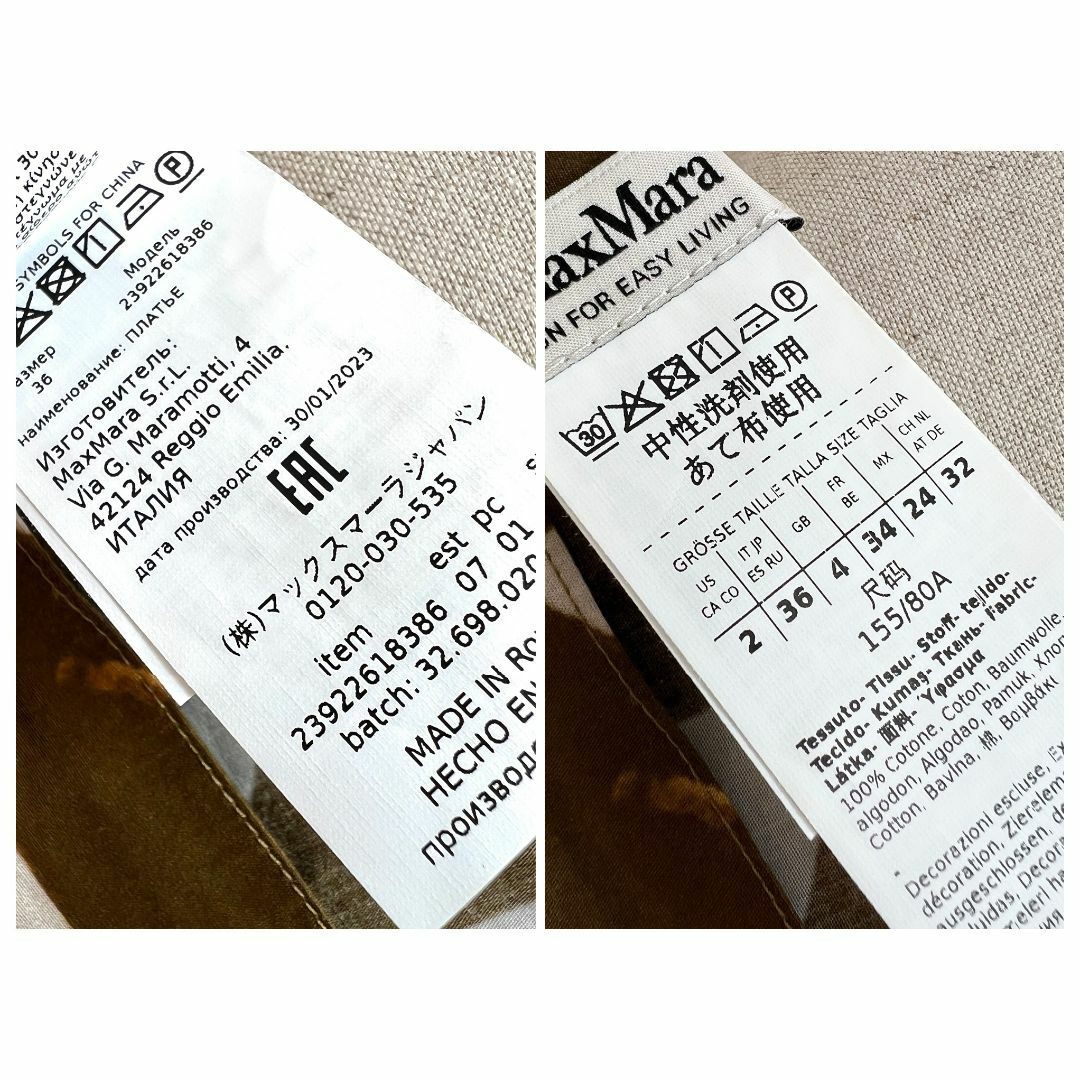 SYMBOLS FOR CHINA
Модель
23922618386
36
наименование: ПЛАТЬЕ
Изготовитель:
MaxMara S.r.L.
Via G. Maramotti, 4
42124 Reggio Emilia.
ИТАЛИЯ
дата производства: 30/01/2023
EAC
(株)マックスマーラジャパン
0120-030-535
item est pc
23922618386 07 01
batch: 32.698.020
MADE IN
HECHO EN
axMara
FOR EASY LIVING
30
中性洗剤使用
あて布使用
GRÖSSE TAILLE TALLA SIZE TAGLIA
US IT.JP GB FR MX CH NL
CA CO ES.RU BE AT DE
2 36 4 34 24 32
尺码
155/80A
Tessuto- Tissu- Stoff- tejido-
Tecido- Kumaş- Ткань- Fabric-
Látka- 面料- Ύφασμα
100% Cotone, Coton, Baumwolle,
algodon, Algodao, Pamuk,
Cotton, Bavlna, 棉, Βαμβάκι
- Decorazioni escluse,
décoration,
ausgeschlossen,